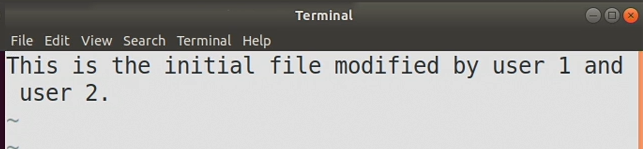 Terminal
File Edit View Search Terminal Help
This is the initial file modified by user 1 and
user 2.
~
~